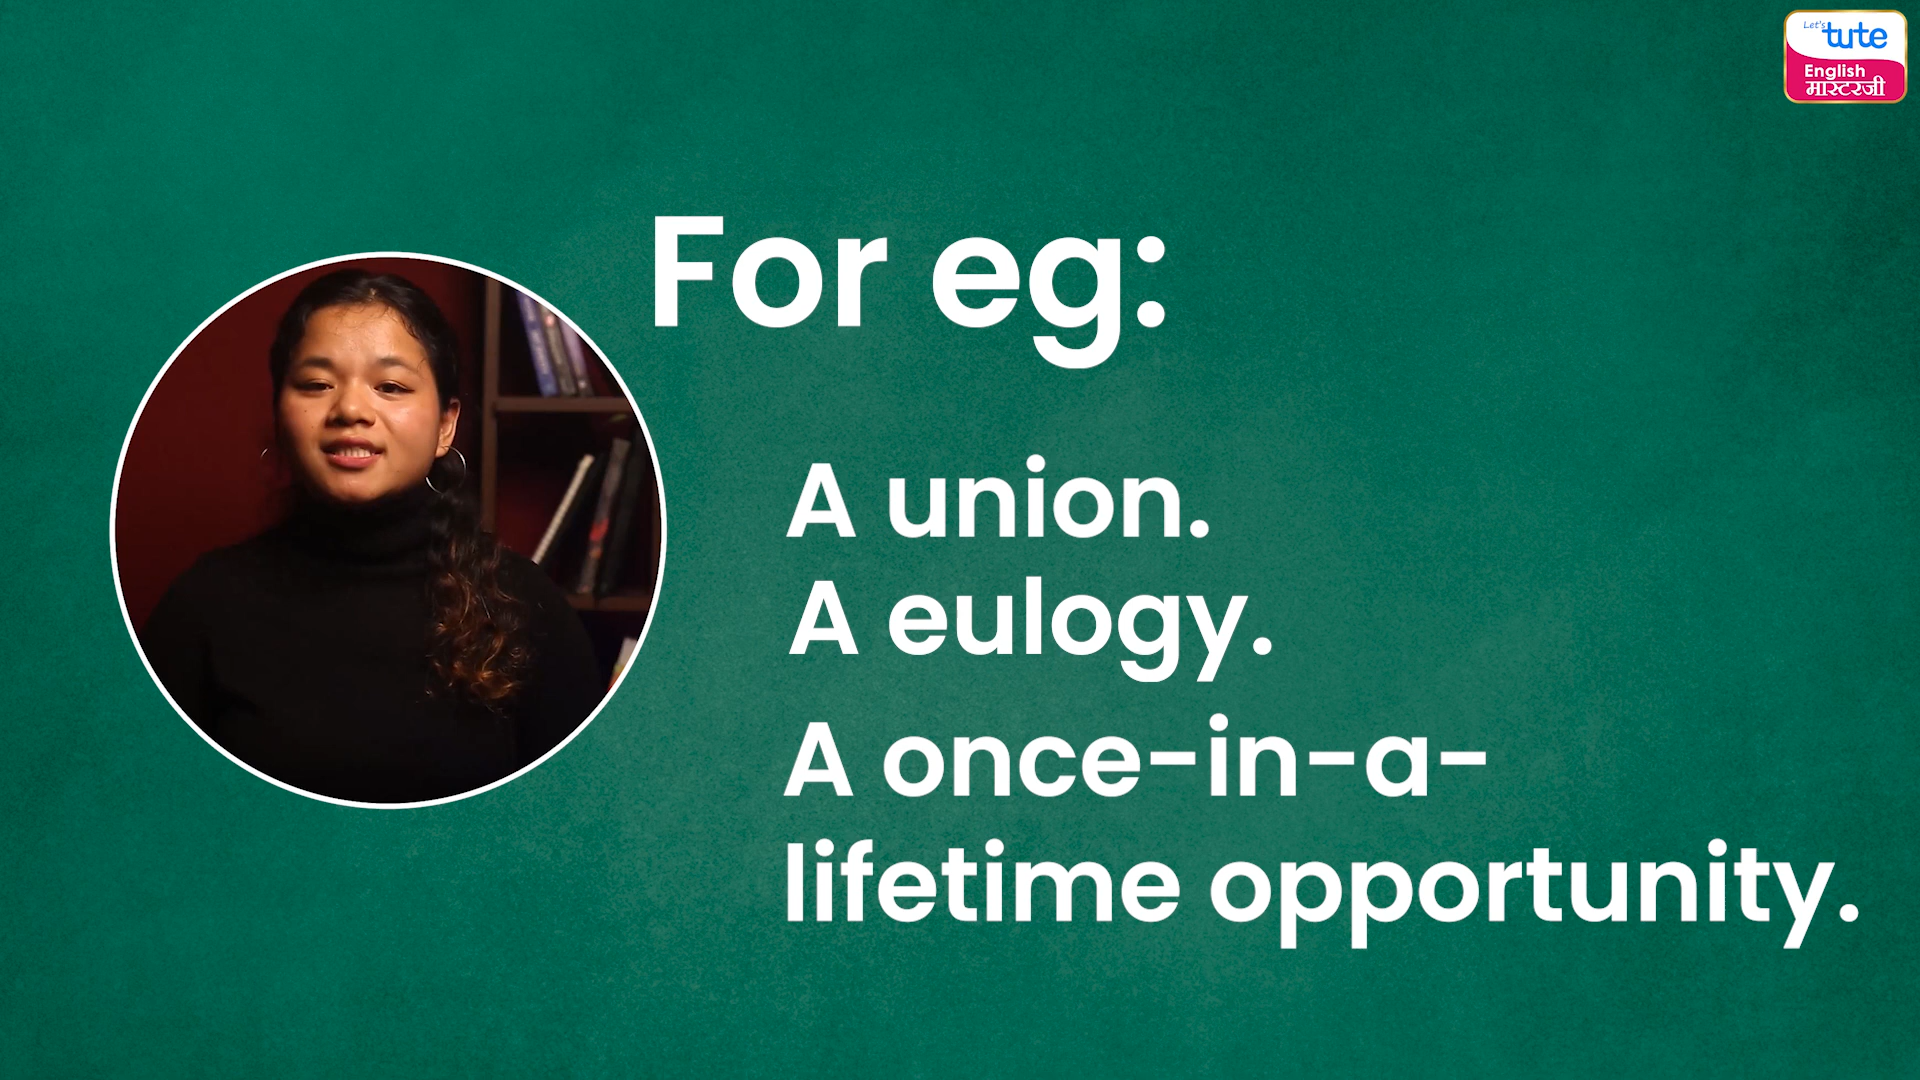 Let's
tute
English
मास्टरजी
For eg:
A union.
A eulogy.
A once-in-a-
lifetime opportunity.